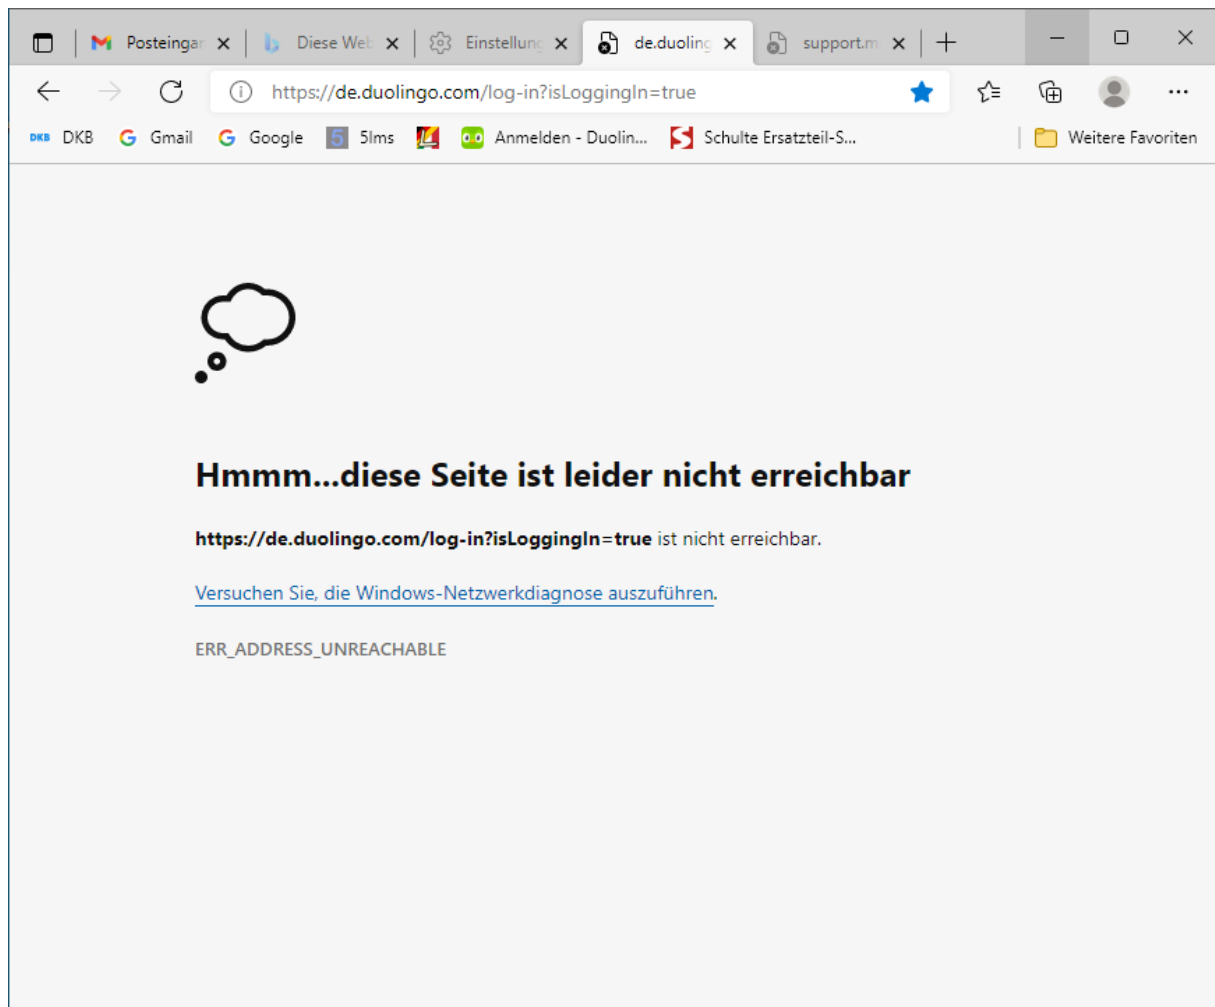 Posteingar Diese Web Einstellung de.duoling support.m
https://de.duolingo.com/log-in?isLoggingIn=true
DKB DKB Gmail Google 5 5lms Anmelden - Duolin... Schulte Ersatzteil-S... Weitere Favoriten
Hmmm...diese Seite ist leider nicht erreichbar
https://de.duolingo.com/log-in?isLoggingIn=true ist nicht erreichbar.
Versuchen Sie, die Windows-Netzwerkdiagnose auszuführen.
ERR_ADDRESS_UNREACHABLE